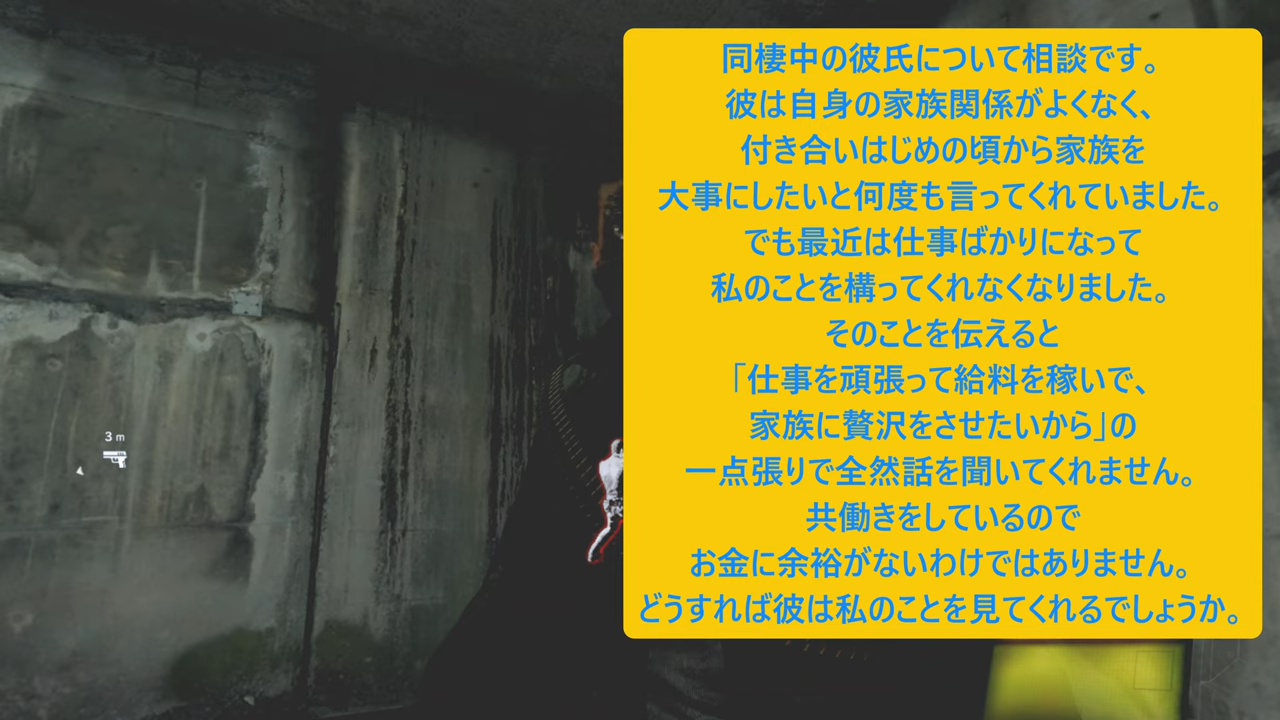 同棲中の彼氏について相談です。
彼は自身の家族関係がよくなく、
付き合いはじめの頃から家族を
大事にしたいと何度も言ってくれていました。
でも最近は仕事ばかりになって
私のことを構ってくれなくなりました。
そのことを伝えると
「仕事を頑張って給料を稼いで、
家族に贅沢をさせたいから」の
一点張りで全然話を聞いてくれません。
共働きをしているので
お金に余裕がないわけではありません。
どうすれば彼は私のことを見てくれるでしょうか。
3 m